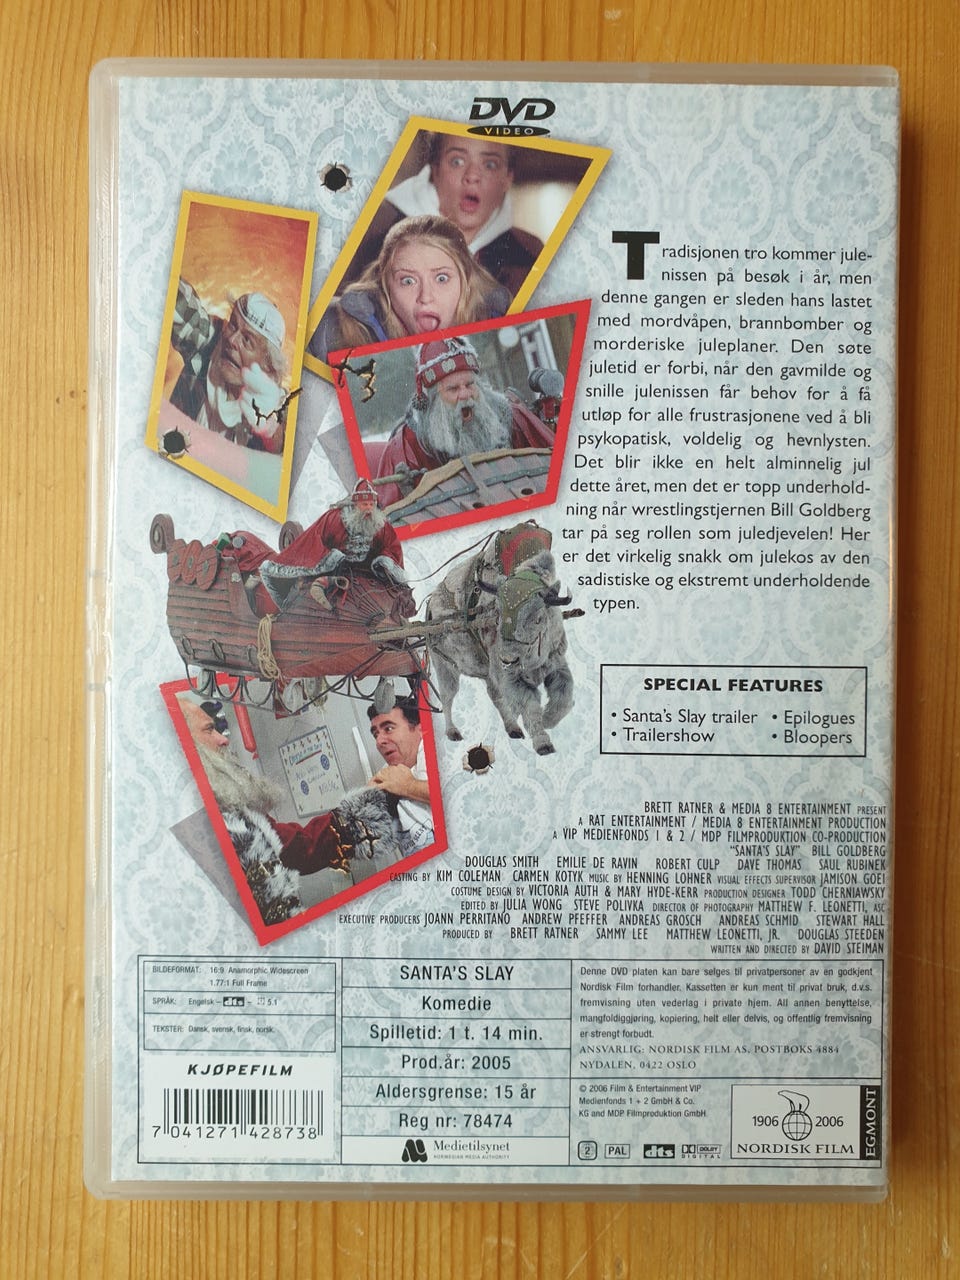 DVD
VIDEO
Tradisjonen tro kommer jule-
nissen på besøk i år, men
denne gangen er sleden hans lastet
med mordvåpen, brannbomber og
morderiske juleplaner. Den søte
juletid er forbi, når den gavmilde og
snille julenissen får behov for å få
utløp for alle frustrasjonene ved å bli
psykopatisk, voldelig og hevnlysten.
Det blir ikke en helt alminnelig jul
dette året, men det er topp underhold-
ning når wrestlingstjernen Bill Goldberg
tar på seg rollen som juledjevelen! Her
er det virkelig snakk om julekos av den
sadistiske og ekstremt underholdende
typen.
SPECIAL FEATURES
• Santa's Slay trailer • Epilogues
• Trailershow • Bloopers
BRETT RATNER & MEDIA 8 ENTERTAINMENT PRESENT
A RAT ENTERTAINMENT / MEDIA 8 ENTERTAINMENT PRODUCTION
A VIP MEDIENFONDS 1 & 2 / MDP FILMPRODUKTION CO-PRODUCTION
"SANTA'S SLAY" BILL GOLDBERG
DOUGLAS SMITH EMILIE DE RAVIN ROBERT CULP DAVE THOMAS SAUL RUBINEK
CASTING BY KIM COLEMAN CARMEN KOTYK MUSIC BY HENNING LOHNER VISUAL EFFECTS SUPERVISOR JAMISON GOEI
COSTUME DESIGN BY VICTORIA AUTH & MARY HYDE-KERR PRODUCTION DESIGNER TODD CHERNIAWSKY
EDITED BY JULIA WONG STEVE POLIVKA DIRECTOR OF PHOTOGRAPHY MATTHEW F. LEONETTI, ASC
EXECUTIVE PRODUCERS JOANN PERRITANO ANDREW PFEFFER ANDREAS GROSCH ANDREAS SCHMID STEWART HALL
PRODUCED BY BRETT RATNER SAMMY LEE MATTHEW LEONETTI, JR. DOUGLAS STEEDEN
WRITTEN AND DIRECTED BY DAVID STEIMAN
BILDEFORMAT: 16:9 Anamorphic Widescreen
1.77:1 Full Frame
SPRÅK: Engelsk – dts – 5.1
TEKSTER: Dansk, svensk, finsk, norsk.
KJØPEFILM
7 041271 428738
SANTA'S SLAY
Komedie
Spilletid: 1 t. 14 min.
Prod.år: 2005
Aldersgrense: 15 år
Reg nr: 78474
Medietilsynet
NORWEGIAN MEDIA AUTHORITY
Denne DVD platen kan bare selges til privatpersoner av en godkjent
Nordisk Film forhandler. Kassetten er kun ment til privat bruk, d.v.s.
fremvisning uten vederlag i private hjem. All annen benyttelse,
mangfoldiggjøring, kopiering, helt eller delvis, og offentlig fremvisning
er strengt forbudt.
ANSVARLIG: NORDISK FILM AS, POSTBOKS 4884
NYDALEN, 0422 OSLO
© 2006 Film & Entertainment VIP
Medienfonds 1 + 2 GmbH & Co.
KG and MDP Filmproduktion GmbH
2 PAL dts DOLBY
DIGITAL
1906 2006
NORDISK FILM
EGMONT